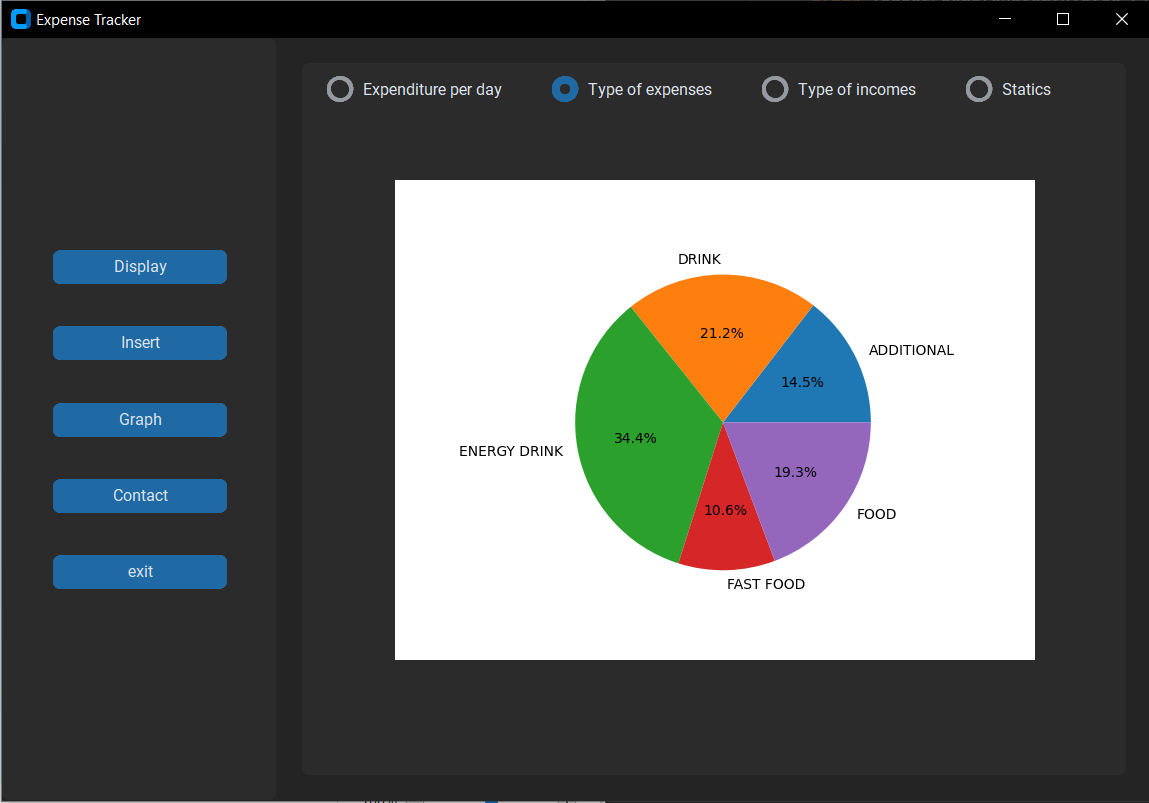 Expense Tracker
Expenditure per day
Type of expenses
Type of incomes
Statics
Display
Insert
Graph
Contact
exit
DRINK
21.2%
ADDITIONAL
14.5%
34.4%
ENERGY DRINK
19.3%
10.6%
FOOD
FAST FOOD